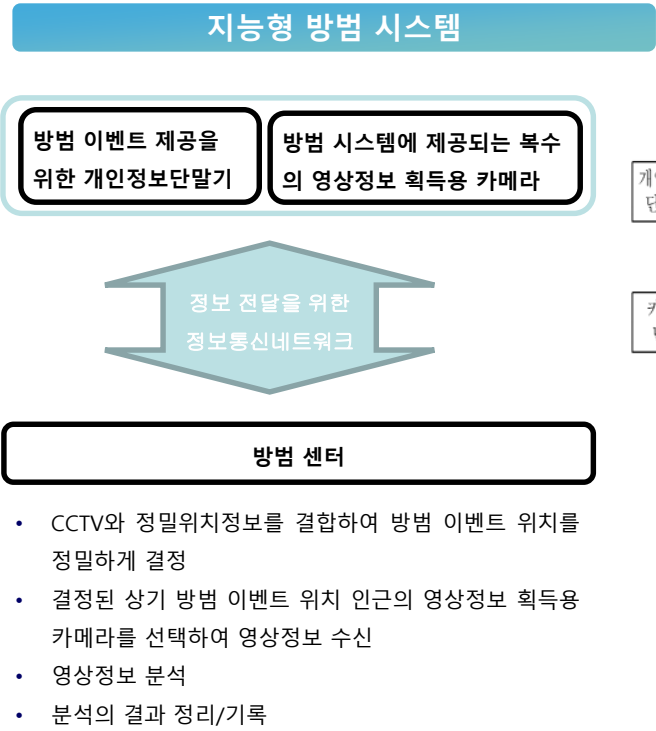 지능형 방범 시스템
방범 이벤트 제공을
위한 개인정보단말기
방범 시스템에 제공되는 복수
의 영상정보 획득용 카메라
정보 전달을 위한
정보통신네트워크
방범 센터
• CCTV와 정밀위치정보를 결합하여 방범 이벤트 위치를
정밀하게 결정
• 결정된 상기 방범 이벤트 위치 인근의 영상정보 획득용
카메라를 선택하여 영상정보 수신
• 영상정보 분석
• 분석의 결과 정리/기록